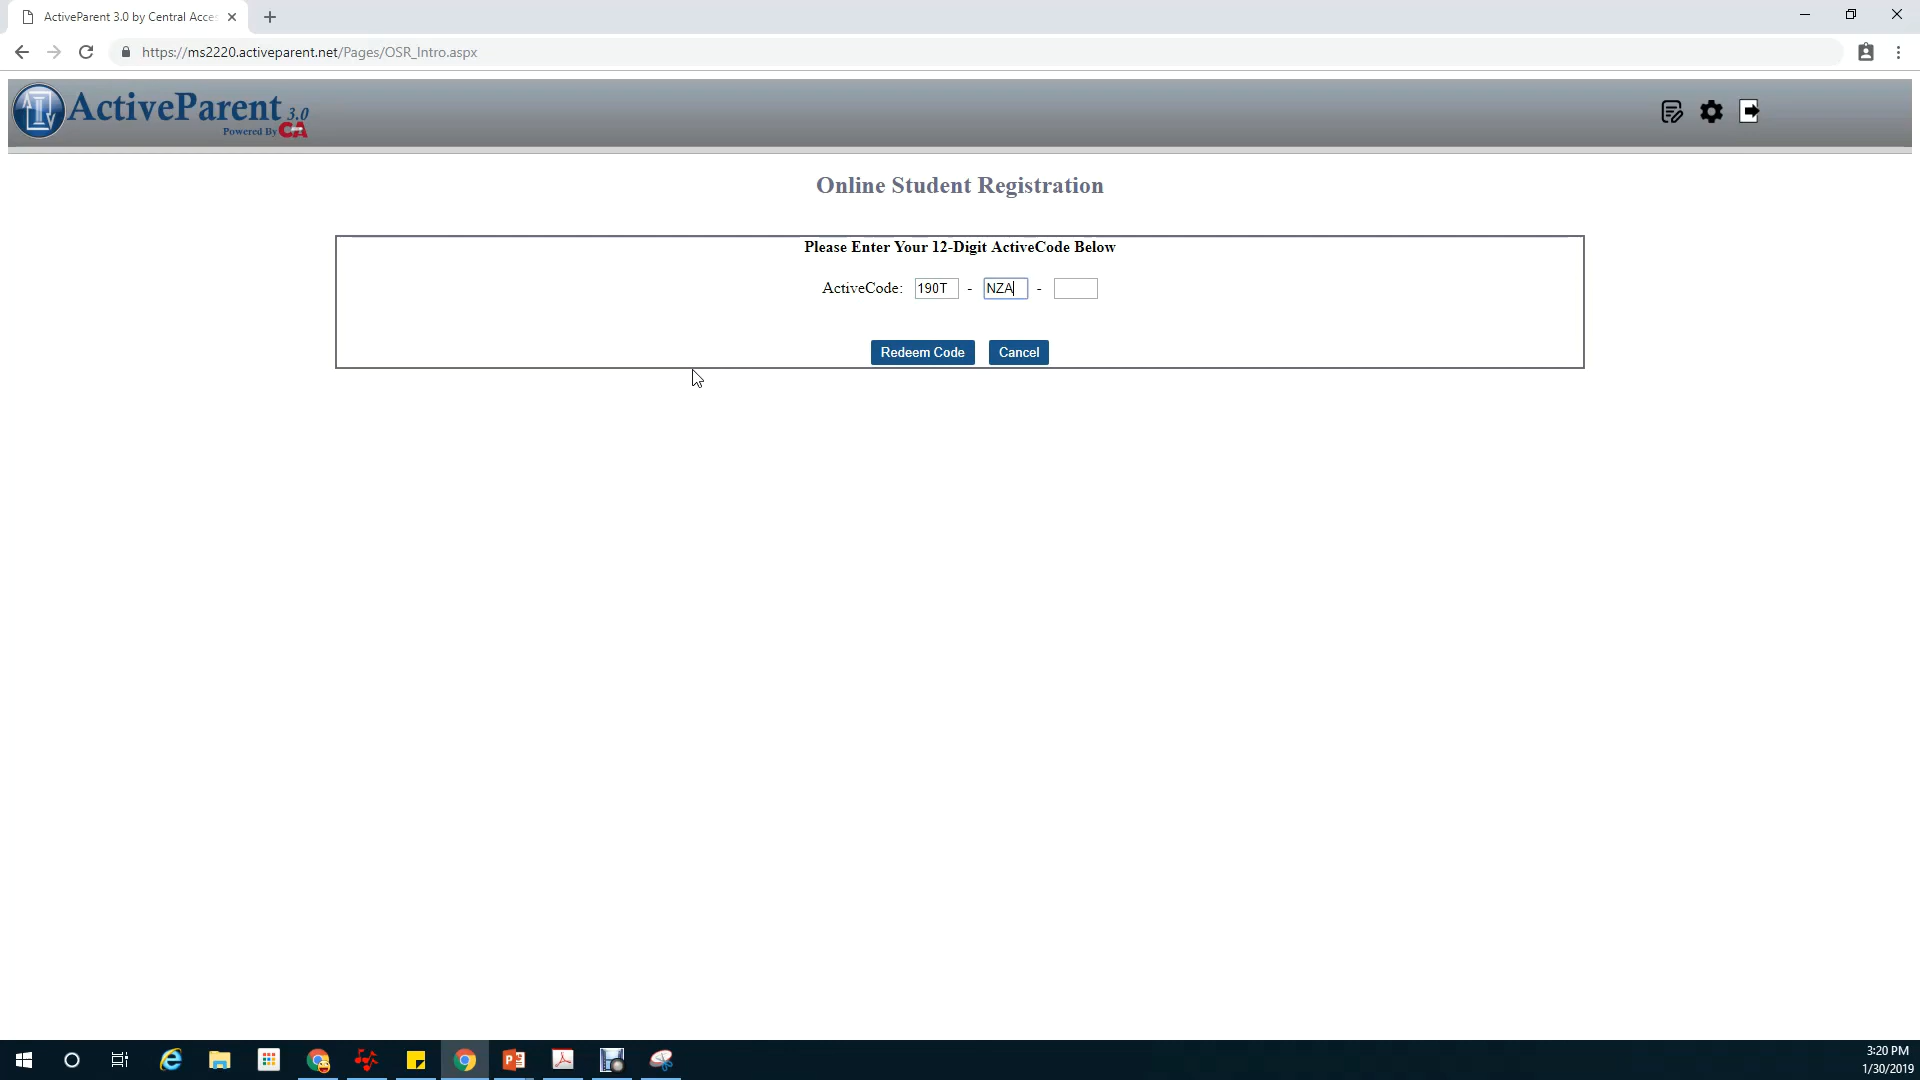 ActiveParent 3.0 by Central Acces
https://ms2220.activeparent.net/Pages/OSR_Intro.aspx
ActiveParent 3.0
Powered By CA
Online Student Registration
Please Enter Your 12-Digit ActiveCode Below
ActiveCode: 190T - NZA -
Redeem Code Cancel
3:20 PM
1/30/2019